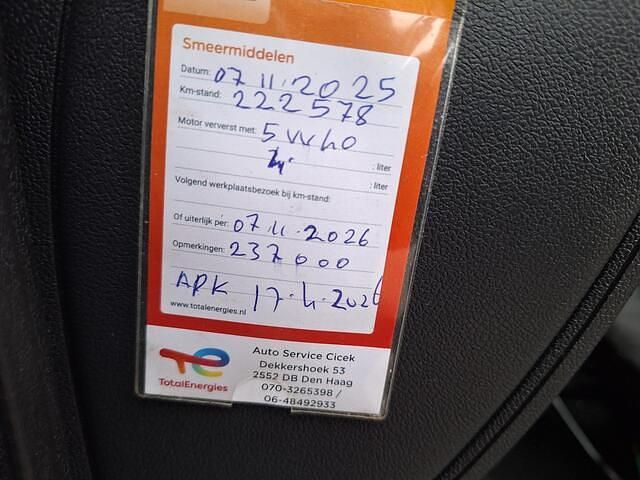 Smeermiddelen
Datum: 07 11.2025
Km-stand: 222578
Motor ververst met: 5 W40
: liter
: liter
Volgend werkplaatsbezoek bij km-stand:
Of uiterlijk per: 07.11.2026
Opmerkingen: 237000
APK 17.4.2026
www.totalenergies.nl
TotalEnergies
Auto Service Cicek
Dekkershoek 53
2552 DB Den Haag
070-3265398 /
06-48492933